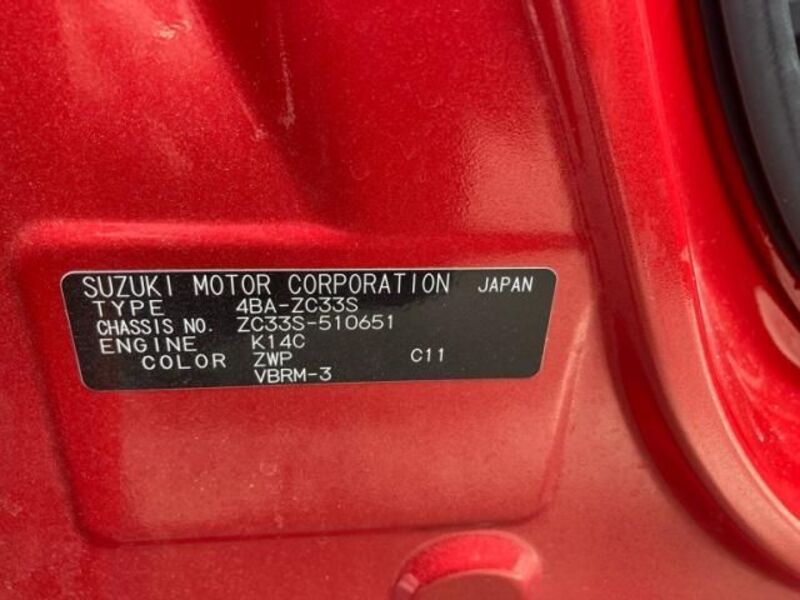 SUZUKI MOTOR CORPORATION JAPAN
TYPE 4BA-ZC33S
CHASSIS NO. ZC33S-510651
ENGINE K14C
COLOR ZWP C11
VBRM-3